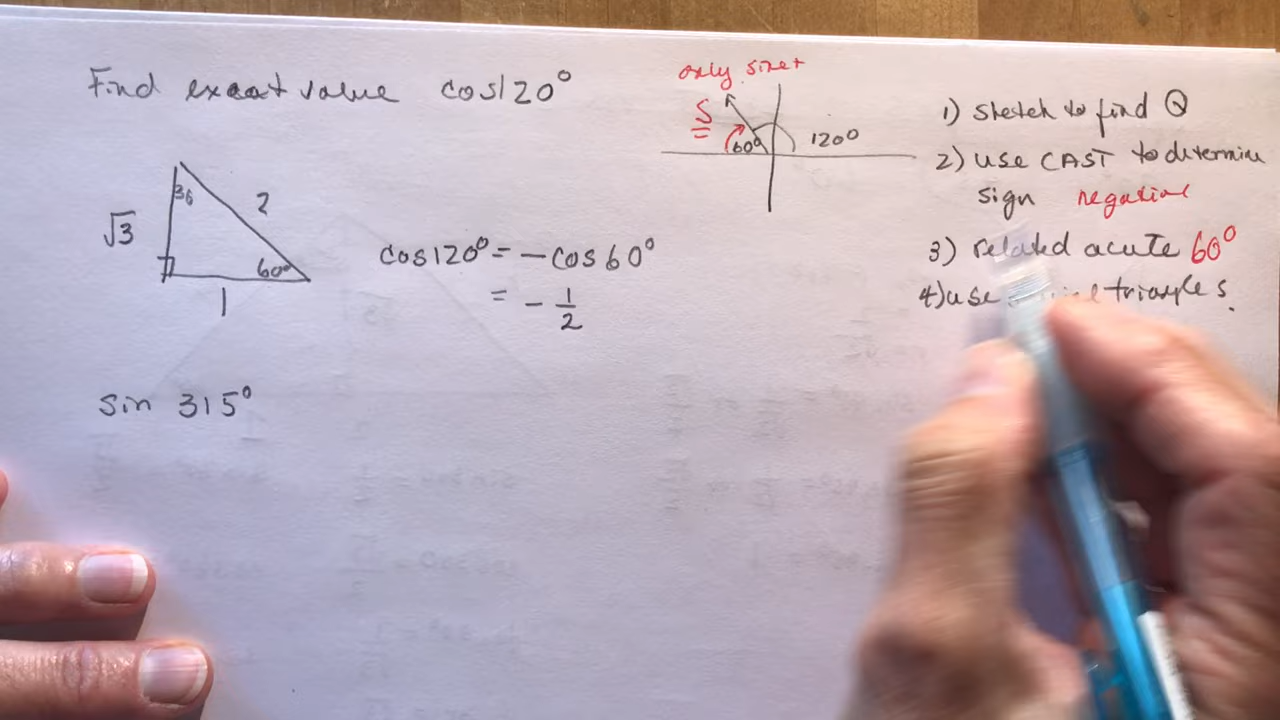 Find exact value cos120°
only sine+
S
60°
120°
1) sketch to find Q
2) use CAST to determine
sign negative
3) related acute 60°
4) use triangles.
30
2
√3
60°
1
cos120° = -cos60°
= - 1/2
sin 315°